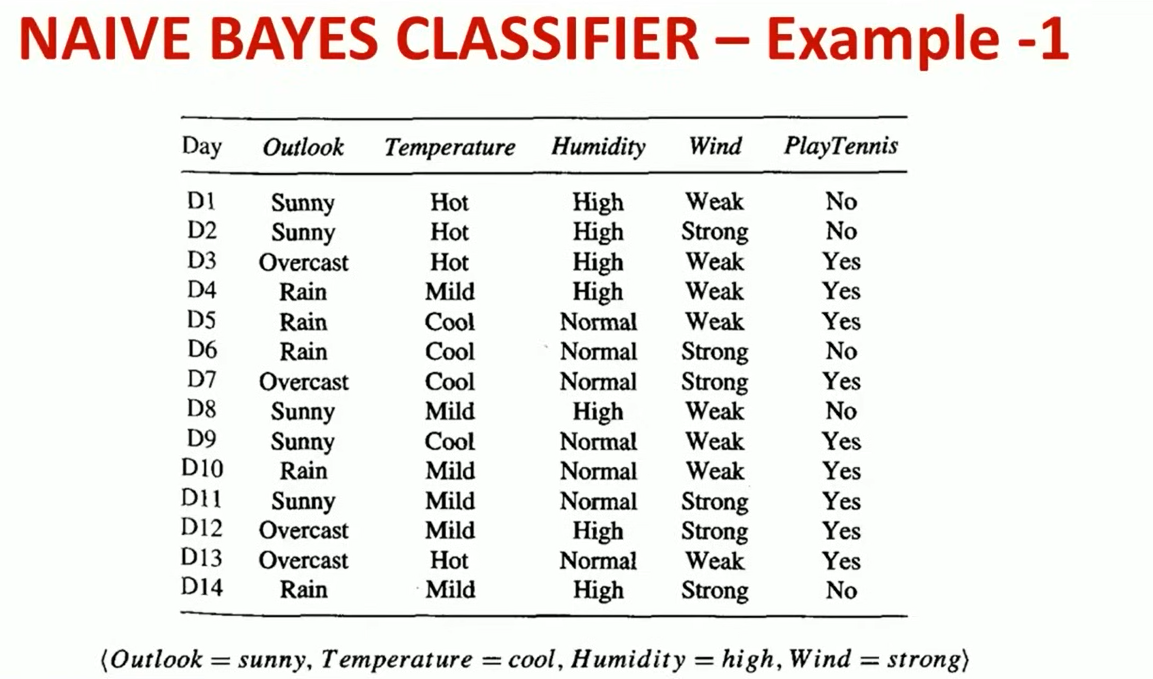 NAIVE BAYES CLASSIFIER – Example -1
Day Outlook Temperature Humidity Wind PlayTennis
D1 Sunny Hot High Weak No
D2 Sunny Hot High Strong No
D3 Overcast Hot High Weak Yes
D4 Rain Mild High Weak Yes
D5 Rain Cool Normal Weak Yes
D6 Rain Cool Normal Strong No
D7 Overcast Cool Normal Strong Yes
D8 Sunny Mild High Weak No
D9 Sunny Cool Normal Weak Yes
D10 Rain Mild Normal Weak Yes
D11 Sunny Mild Normal Strong Yes
D12 Overcast Mild High Strong Yes
D13 Overcast Hot Normal Weak Yes
D14 Rain Mild High Strong No
⟨Outlook = sunny, Temperature = cool, Humidity = high, Wind = strong⟩